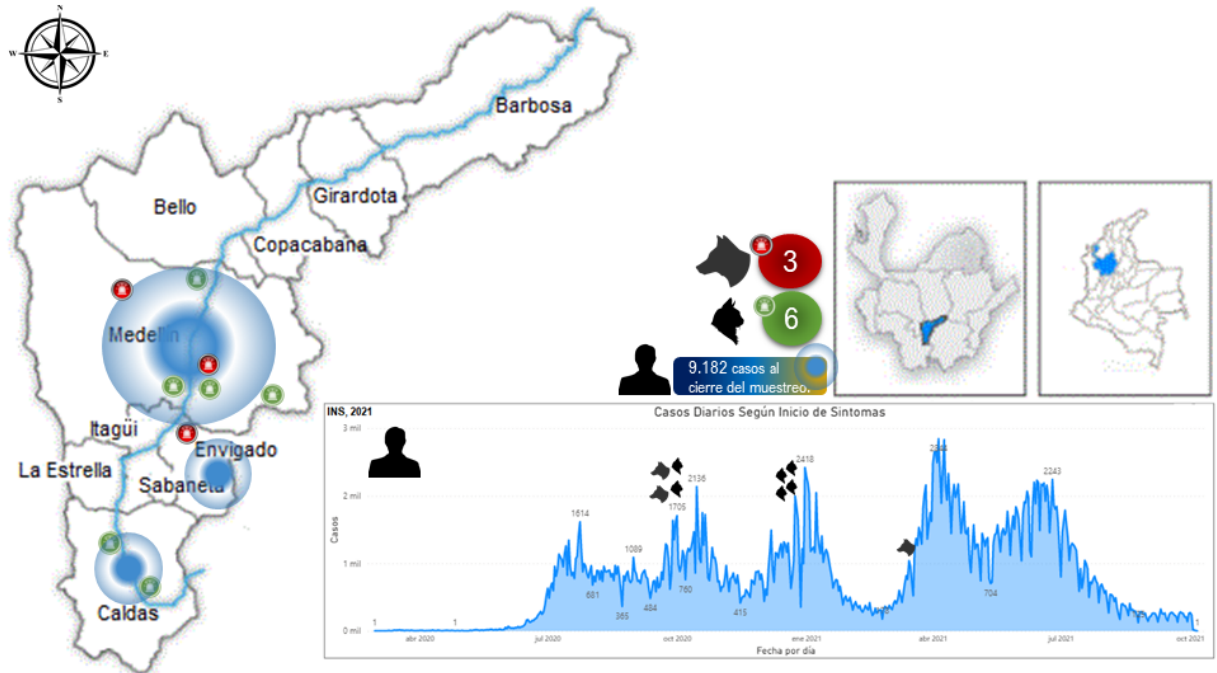 N
W
E
S
Barbosa
Bello
Girardota
Copacabana
Medellín
Itagüi
Envigado
La Estrella
Sabaneta
Caldas
3
6
9.182 casos al
cierre del muestreo.
INS, 2021
Casos Diarios Según Inicio de Sintomas
Casos
3 mil
2 mil
1 mil
0 mil
1
1
1614
681
365
1089
484
1705
760
2136
415
2418
704
2243
1
abr 2020
jul 2020
oct 2020
ene 2021
abr 2021
jul 2021
oct 2021
Fecha por día